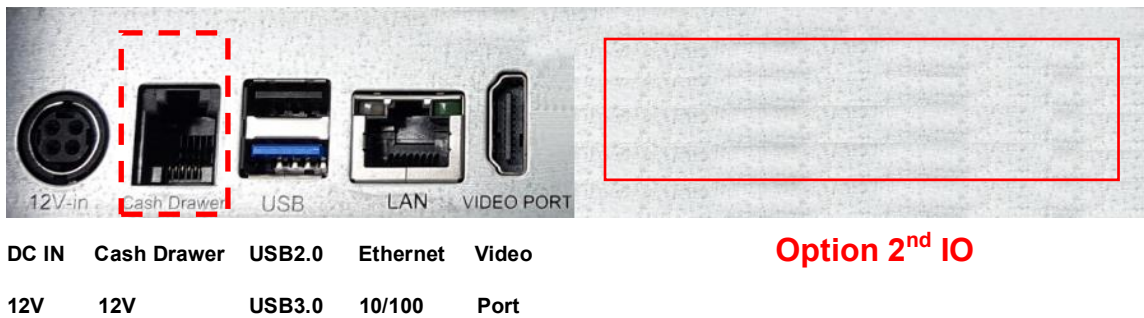 12V-in Cash Drawer USB LAN VIDEO PORT
DC IN Cash Drawer USB2.0 Ethernet Video
12V 12V USB3.0 10/100 Port
Option 2nd IO